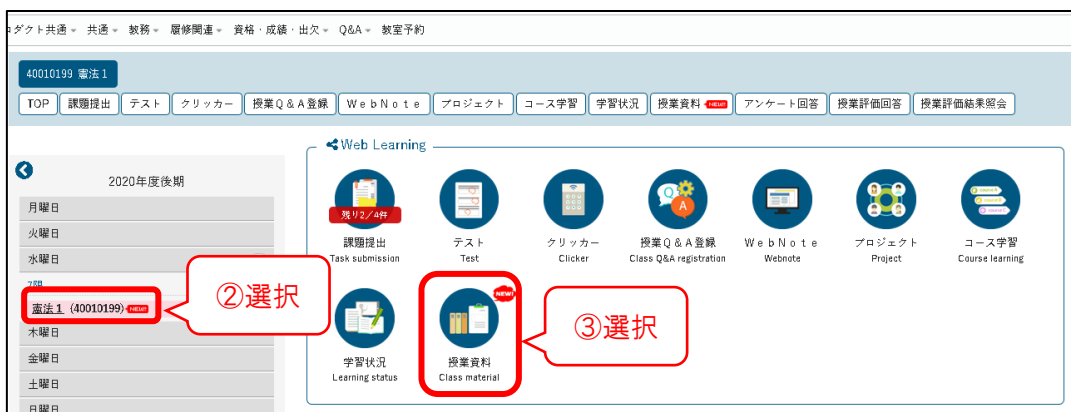 ロダクト共通 共通 教務 履修関連 資格・成績・出欠 Q&A 教室予約
40010199 憲法１
TOP 課題提出 テスト クリッカー 授業Ｑ＆Ａ登録 ＷｅｂＮｏｔｅ プロジェクト コース学習 学習状況 授業資料 NEW! アンケート回答 授業評価回答 授業評価結果照会
2020年度後期
月曜日
火曜日
水曜日
7限
憲法１ (40010199) NEW!
木曜日
金曜日
土曜日
日曜日
②選択
Web Learning
残り2／4件
課題提出
Task submission
テスト
Test
クリッカー
Clicker
Q
A
授業Ｑ＆Ａ登録
Class Q&A registration
ＷｅｂＮｏｔｅ
Webnote
プロジェクト
Project
コース学習
Course learning
学習状況
Learning status
NEW!
授業資料
Class material
③選択